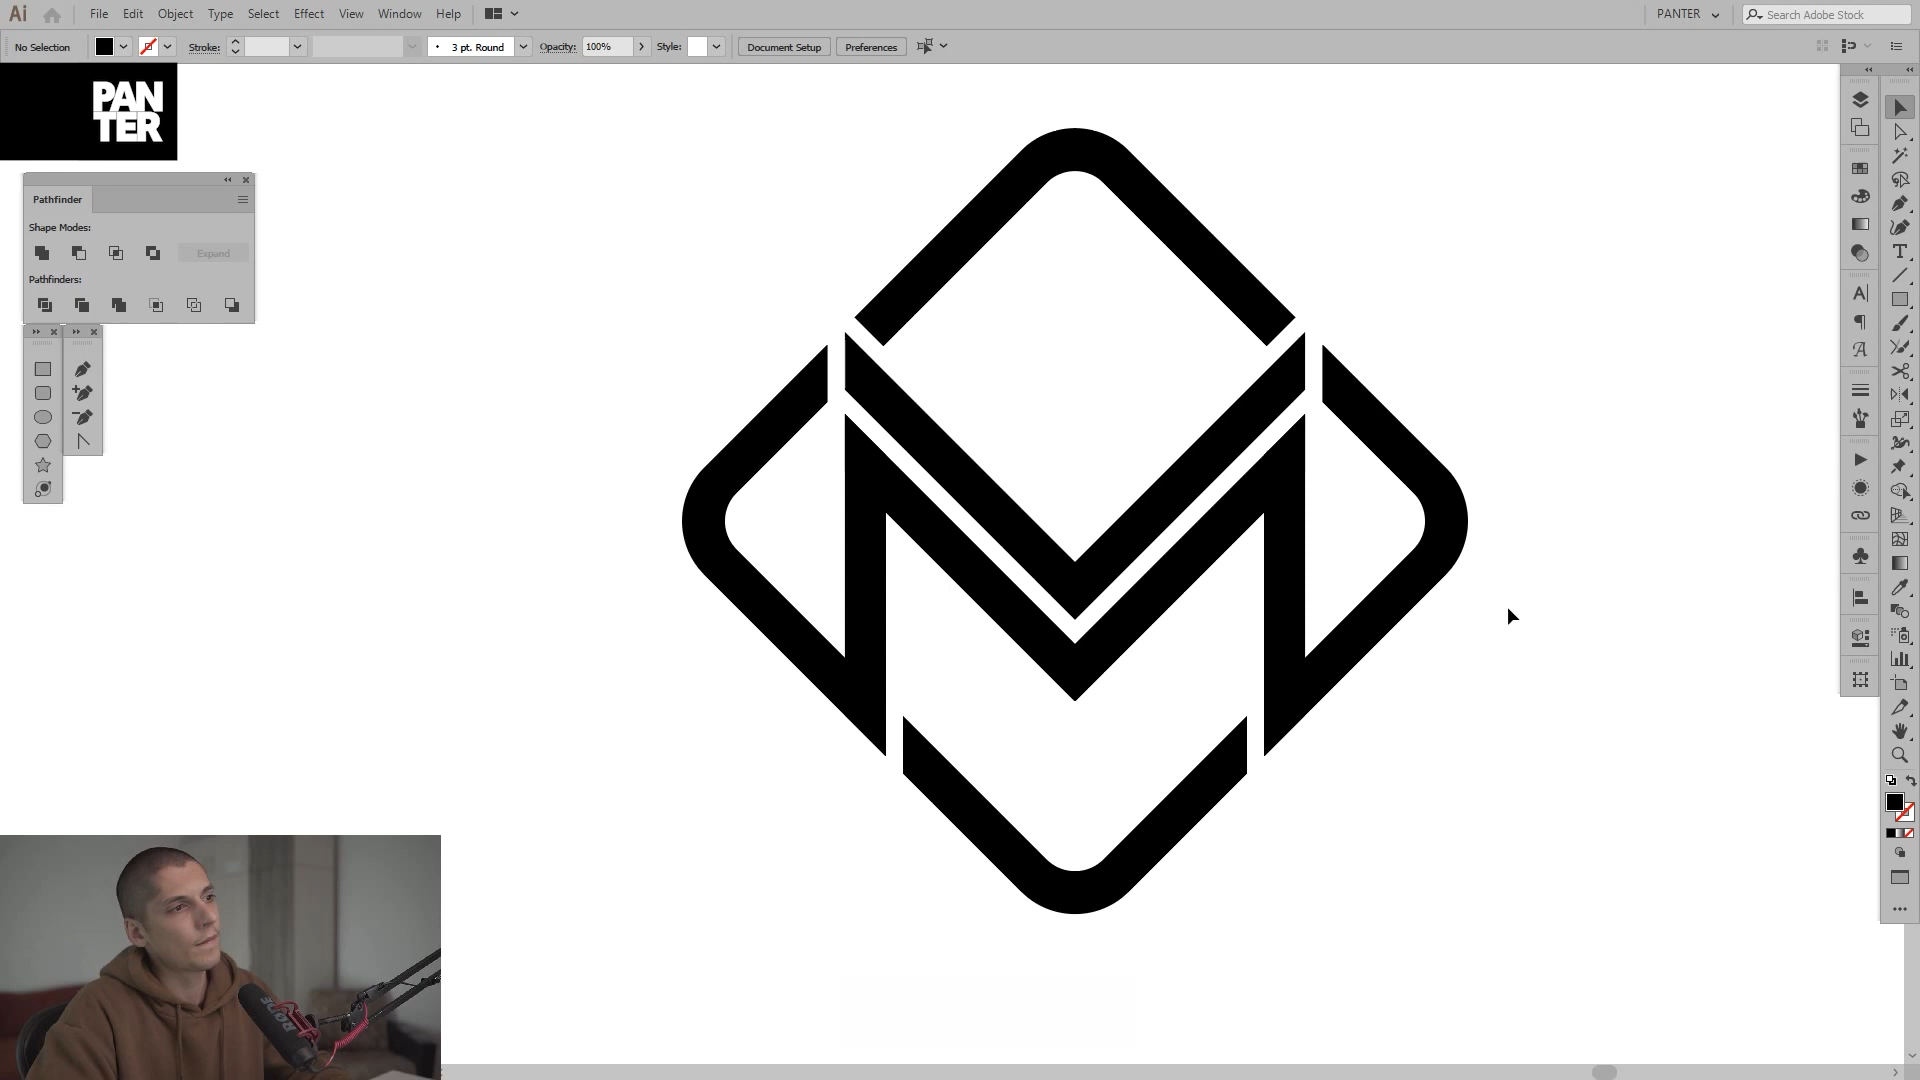 Ai File Edit Object Type Select Effect View Window Help PANTER Search Adobe Stock
No Selection Stroke: 3 pt. Round Opacity: 100% Style: Document Setup Preferences
PAN
TER
Pathfinder
Shape Modes:
Expand
Pathfinders:
M
RODE